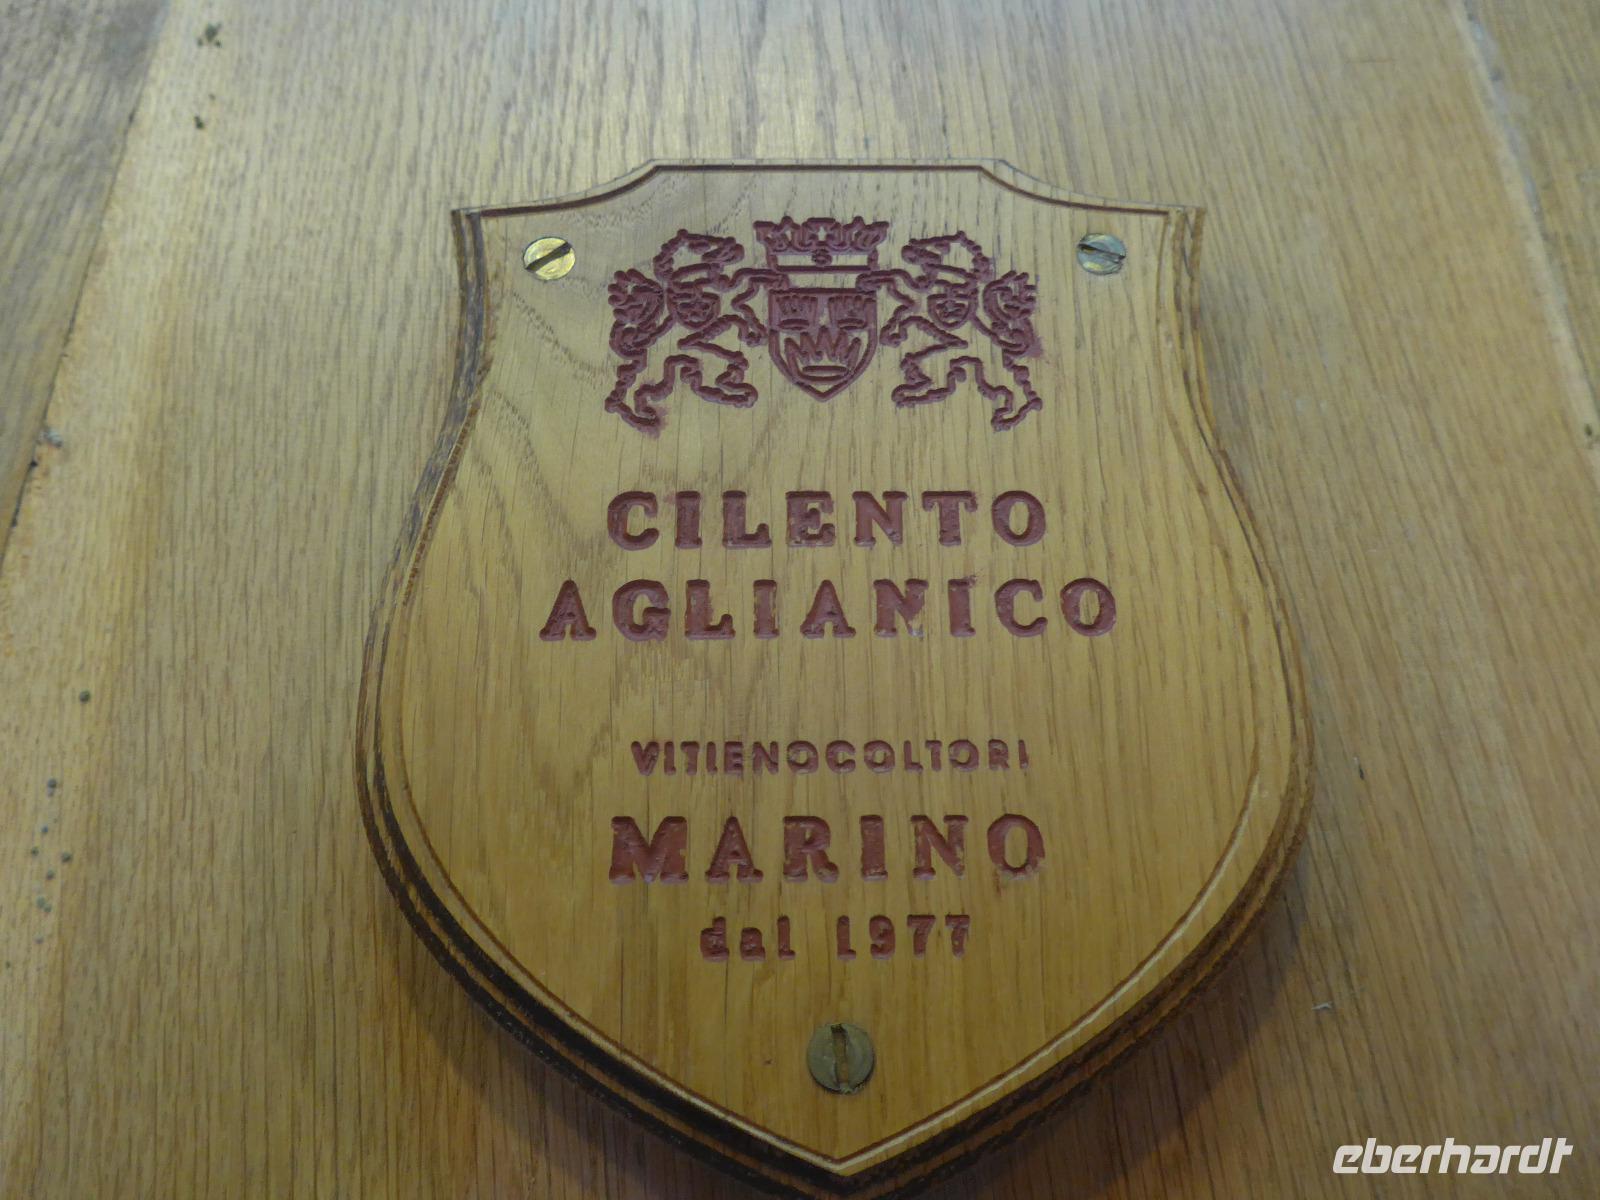 CILENTO
AGLIANICO
VITIENOCOLTORI
MARINO
dal 1977
eberhardt